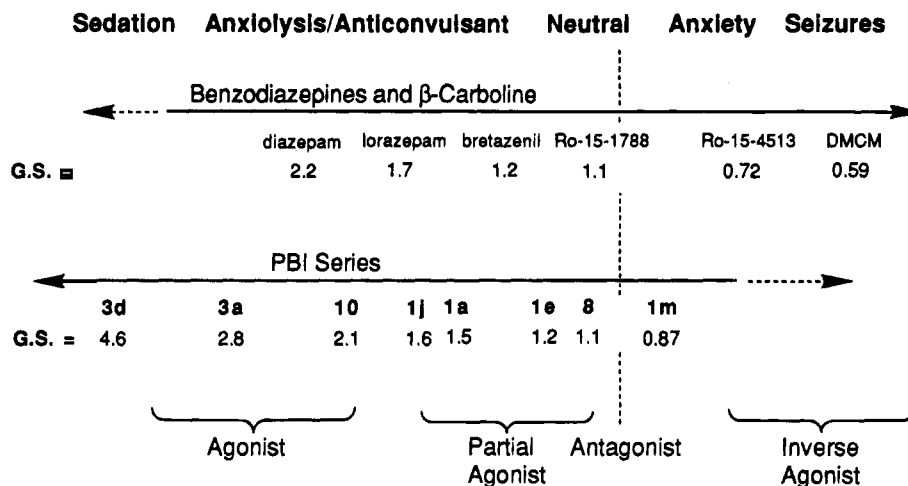 Sedation Anxiolysis/Anticonvulsant Neutral Anxiety Seizures
Benzodiazepines and β-Carboline
diazepam lorazepam bretazenil Ro-15-1788 Ro-15-4513 DMCM
G.S. = 2.2 1.7 1.2 1.1 0.72 0.59
PBI Series
3d 3a 10 1j 1a 1e 8 1m
G.S. = 4.6 2.8 2.1 1.6 1.5 1.2 1.1 0.87
Agonist Partial Antagonist Inverse
Agonist Agonist